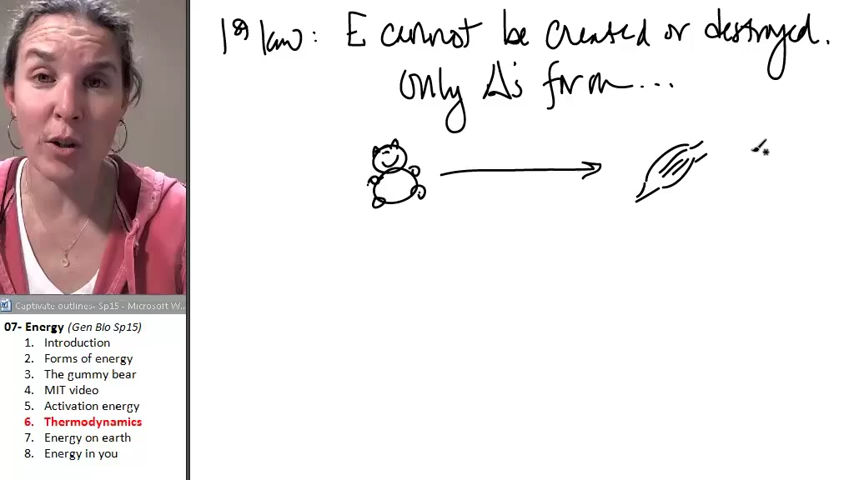 1st law: E cannot be created or destroyed.
only Δ's form...
Captivate outlines- Sp15 - Microsoft W...
07- Energy (Gen Bio Sp15)
1. Introduction
2. Forms of energy
3. The gummy bear
4. MIT video
5. Activation energy
6. Thermodynamics
7. Energy on earth
8. Energy in you